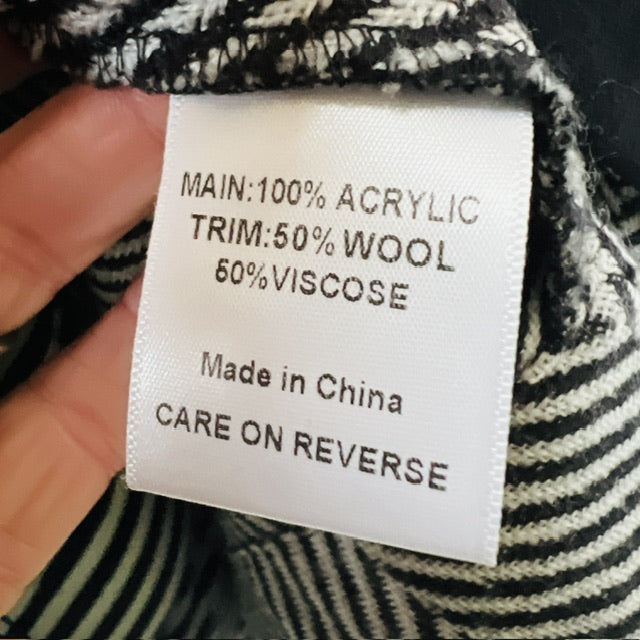 MAIN:100% ACRYLIC
TRIM:50% WOOL
50%VISCOSE
Made in China
CARE ON REVERSE